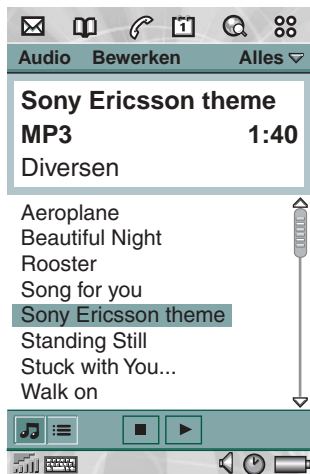 1
Audio Bewerken Alles
Sony Ericsson theme
MP3 1:40
Diversen
Aeroplane
Beautiful Night
Rooster
Song for you
Sony Ericsson theme
Standing Still
Stuck with You...
Walk on